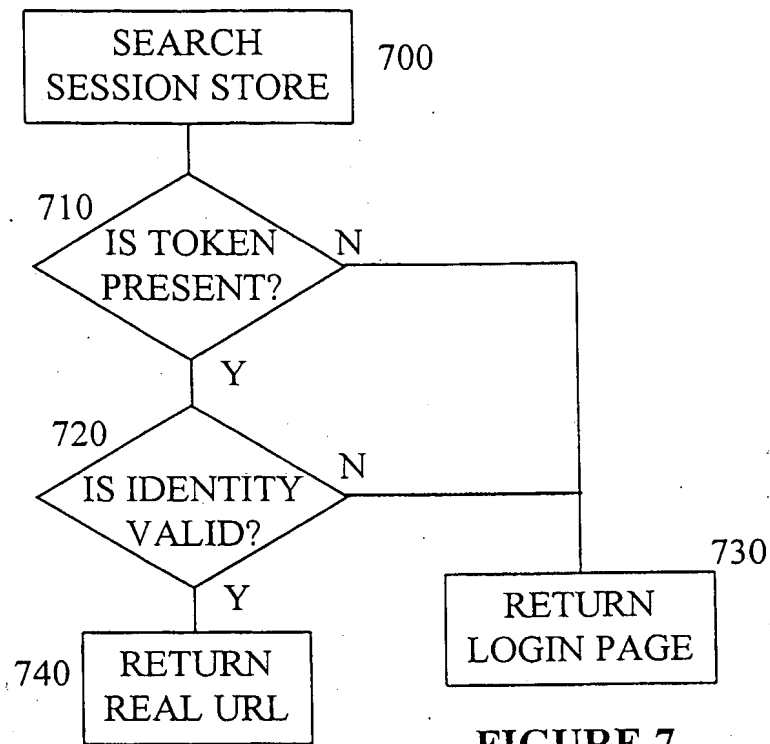 SEARCH
SESSION STORE
700
710
IS TOKEN
PRESENT?
N
Y
720
IS IDENTITY
VALID?
N
Y
730
RETURN
LOGIN PAGE
740
RETURN
REAL URL
FIGURE 7